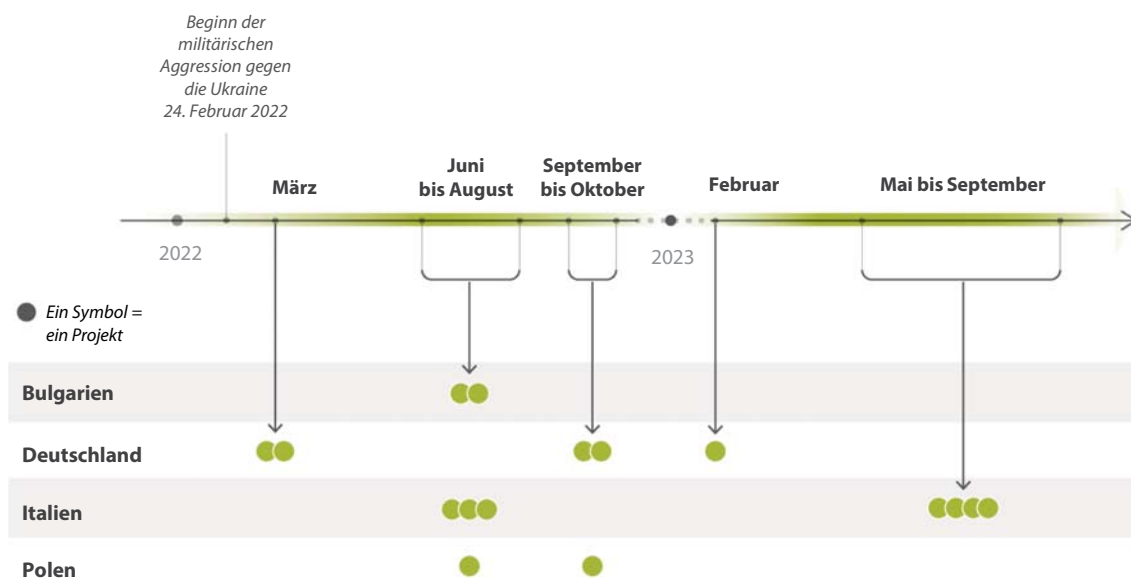 Beginn der
militärischen
Aggression gegen
die Ukraine
24. Februar 2022
März
Juni
bis August
September
bis Oktober
Februar
Mai bis September
2022
2023
Ein Symbol =
ein Projekt
Bulgarien
Deutschland
Italien
Polen